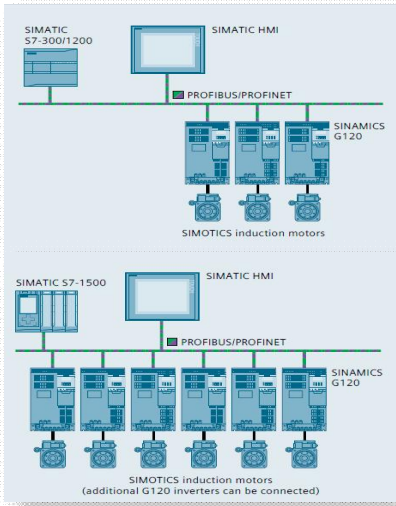 SIMATIC
S7-300/1200
SIMATIC HMI
PROFIBUS/PROFINET
SINAMICS
G120
SIMOTICS induction motors
SIMATIC S7-1500
SIMATIC HMI
PROFIBUS/PROFINET
SINAMICS
G120
SIMOTICS induction motors
(additional G120 inverters can be connected)